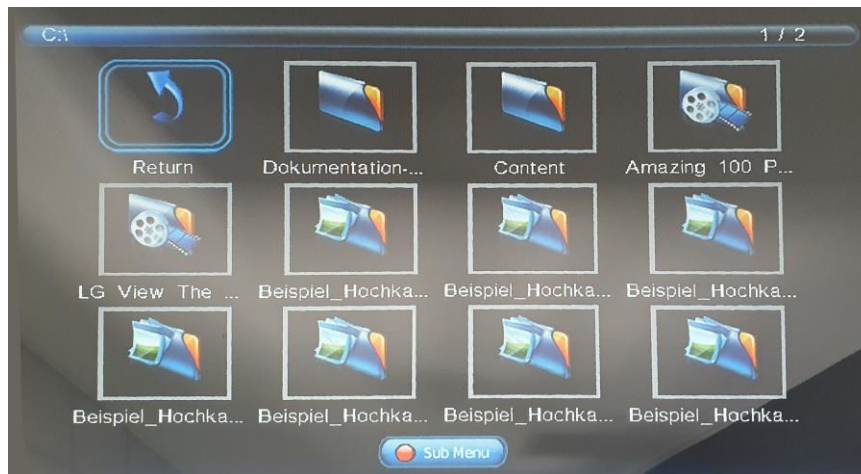 C:\ 1 / 2
Return Dokumentation-... Content Amazing 100 P...
LG View The ... Beispiel_Hochka... Beispiel_Hochka... Beispiel_Hochka...
Beispiel_Hochka... Beispiel_Hochka... Beispiel_Hochka... Beispiel_Hochka...
Sub Menu